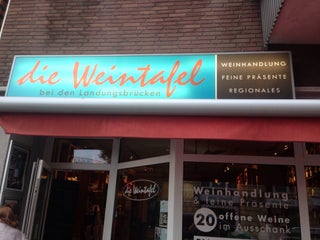 die Weintafel
bei den Landungsbrücken
WEINHANDLUNG
FEINE PRÄSENTE
REGIONALES
die Weintafel
Weinhandlung
& feine Präsente
20 offene Weine
im Ausschank